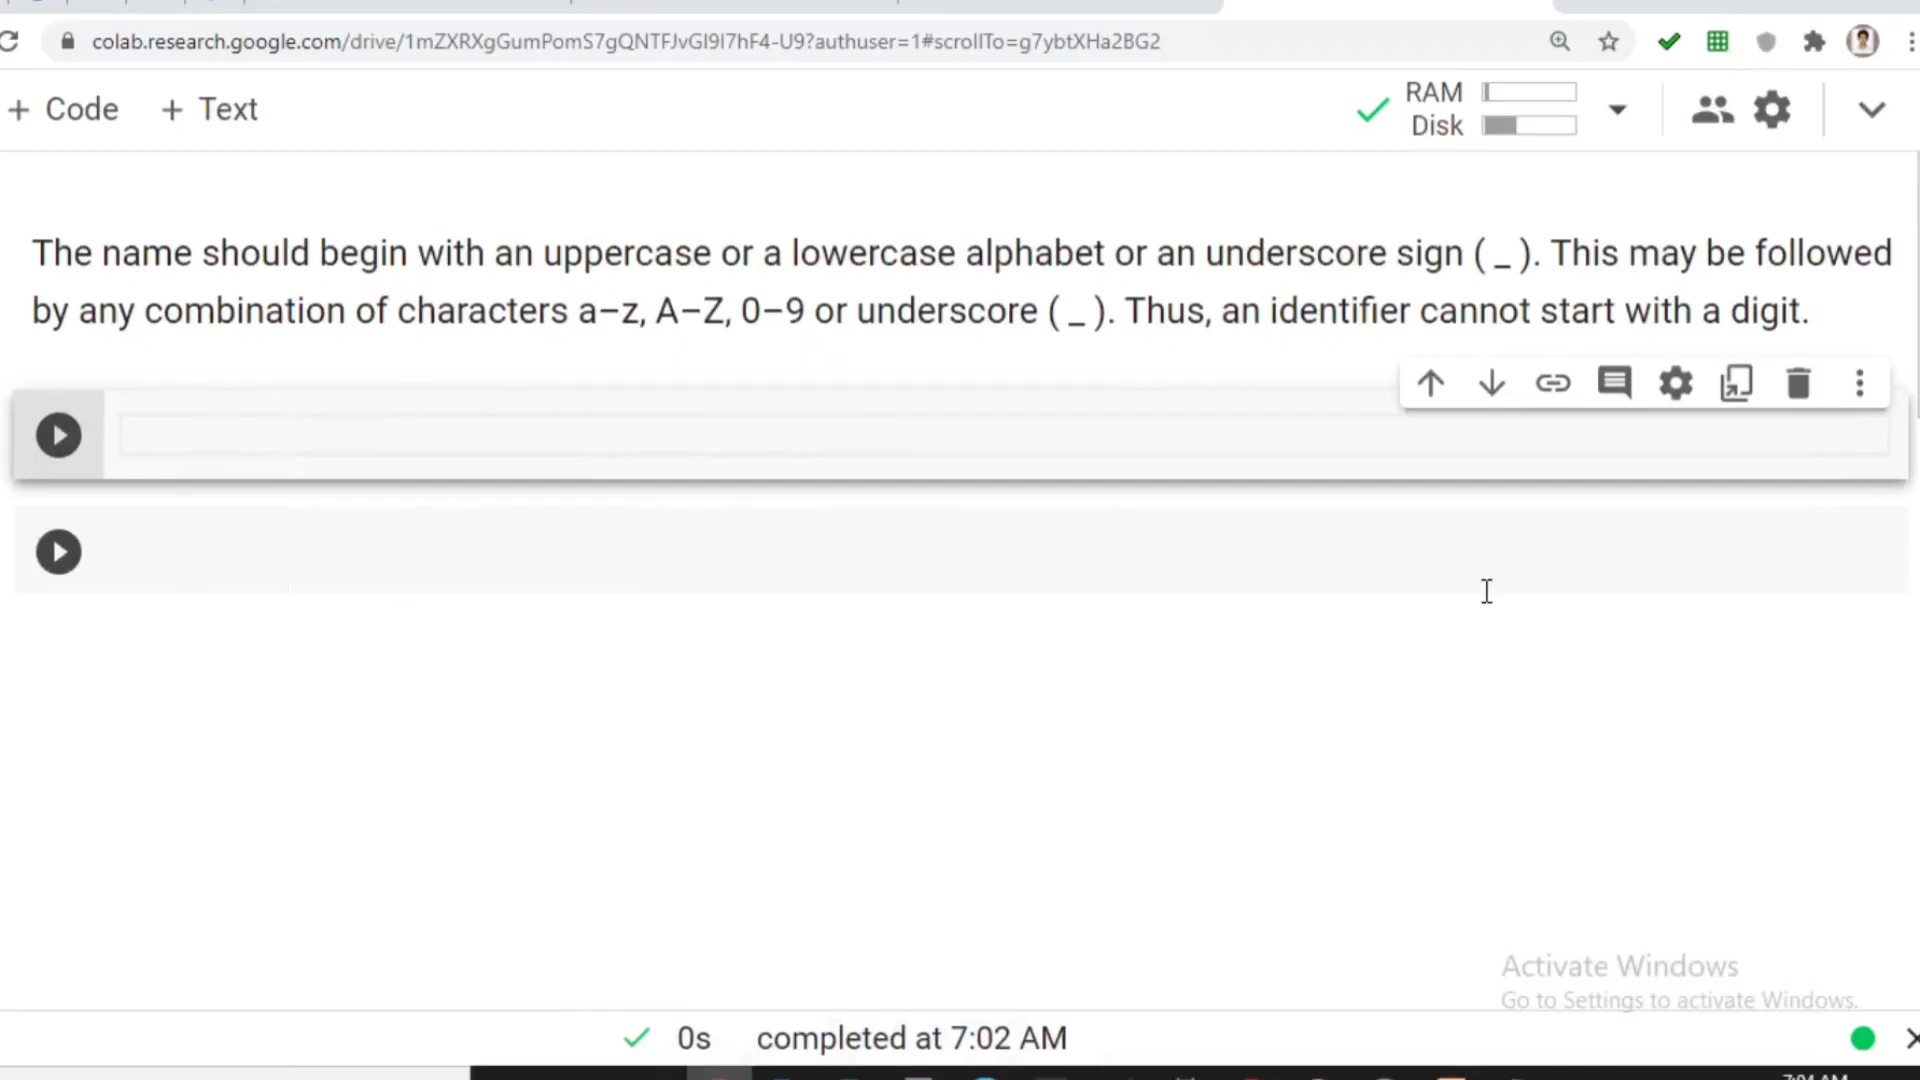 colab.research.google.com/drive/1mZXRXgGumPomS7gQNTFJvGI9I7hF4-U9?authuser=1#scrollTo=g7ybtXHa2BG2
+ Code + Text
RAM
Disk
The name should begin with an uppercase or a lowercase alphabet or an underscore sign ( _ ). This may be followed
by any combination of characters a–z, A–Z, 0–9 or underscore ( _ ). Thus, an identifier cannot start with a digit.
Activate Windows
Go to Settings to activate Windows.
0s completed at 7:02 AM